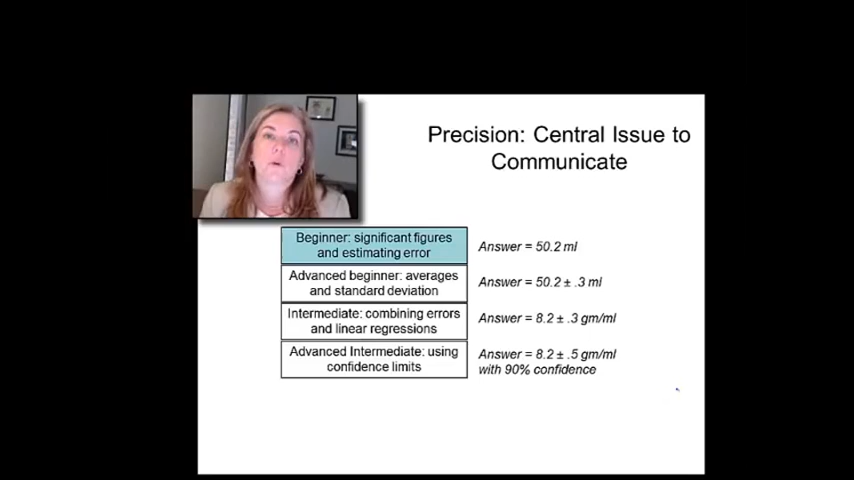 Precision: Central Issue to
Communicate
Beginner: significant figures
and estimating error
Answer = 50.2 ml
Advanced beginner: averages
and standard deviation
Answer = 50.2 ± .3 ml
Intermediate: combining errors
and linear regressions
Answer = 8.2 ± .3 gm/ml
Advanced Intermediate: using
confidence limits
Answer = 8.2 ± .5 gm/ml
with 90% confidence